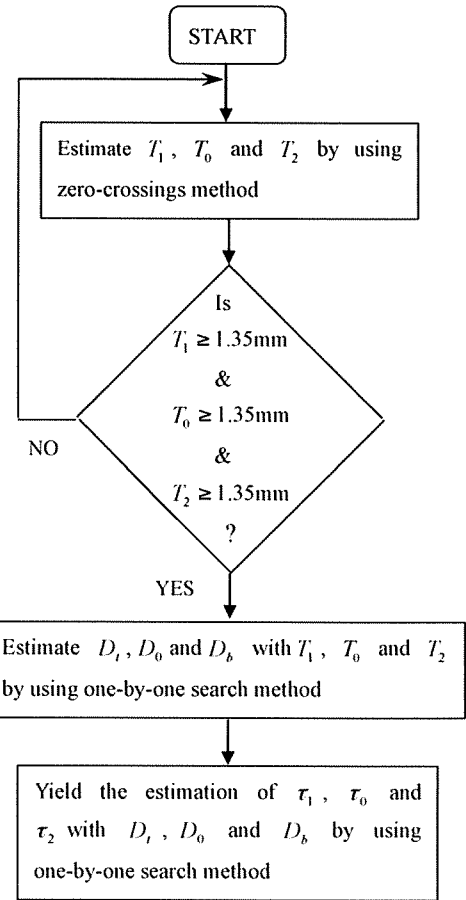 START
Estimate T₁ , T₀ and T₂ by using
zero-crossings method
Is
T₁ ≥ 1.35mm
&
T₀ ≥ 1.35mm
&
T₂ ≥ 1.35mm
?
NO
YES
Estimate Dₜ , D₀ and D_b with T₁ , T₀ and T₂
by using one-by-one search method
Yield the estimation of τ₁ , τ₀ and
τ₂ with Dₜ , D₀ and D_b by using
one-by-one search method